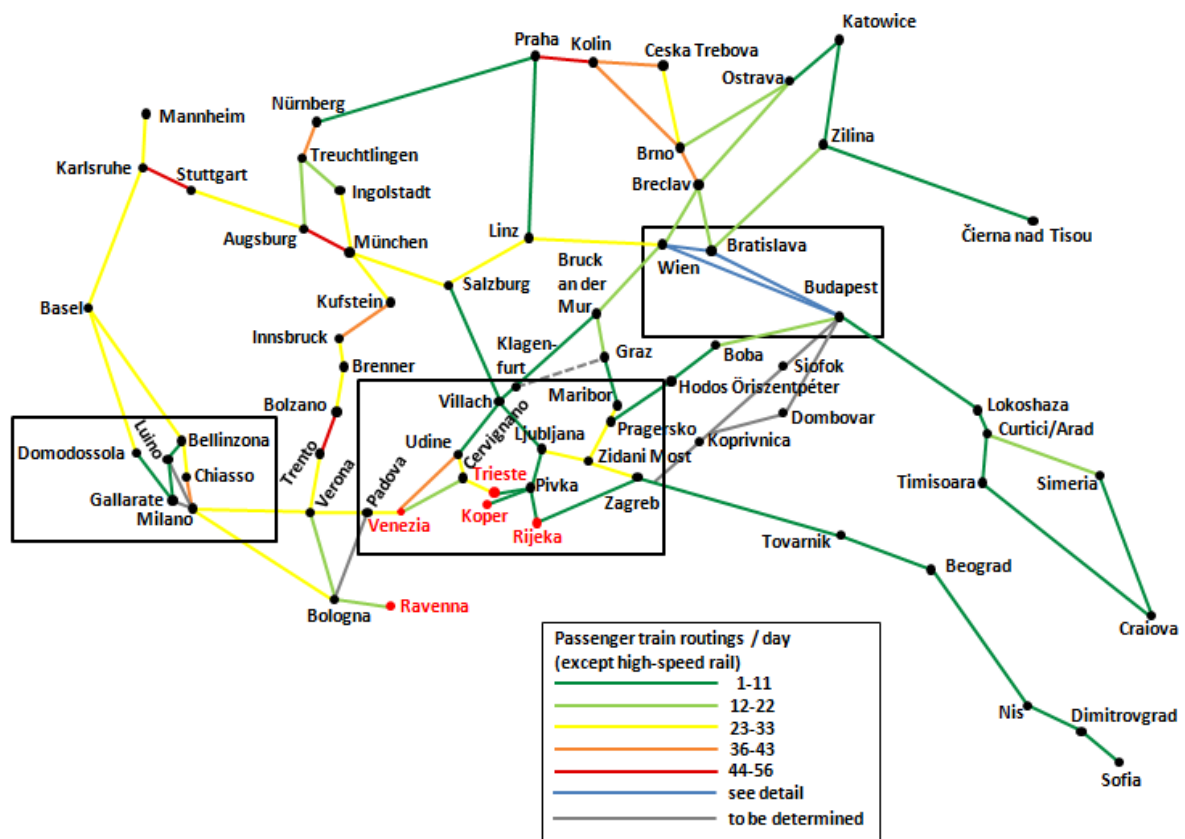 Katowice
Praha
Kolin
Ceska Trebova
Ostrava
Nürnberg
Mannheim
Treuchtlingen
Zilina
Karlsruhe
Stuttgart
Brno
Ingolstadt
Breclav
Augsburg
München
Linz
Čierna nad Tisou
Wien
Bratislava
Bruck
an der
Mur
Salzburg
Budapest
Basel
Kufstein
Innsbruck
Klagen-
furt
Graz
Boba
Siofok
Brenner
Hodos Öriszentpéter
Villach
Maribor
Bolzano
Dombovar
Lokoshaza
Cervignano
Pragersko
Curtici/Arad
Luino
Bellinzona
Udine
Ljubljana
Koprivnica
Domodossola
Trento
Zidani Most
Chiasso
Verona
Padova
Trieste
Timisoara
Simeria
Gallarate
Pivka
Milano
Venezia
Koper
Zagreb
Rijeka
Tovarnik
Beograd
Ravenna
Bologna
Craiova
Passenger train routings / day
(except high-speed rail)
1-11
12-22
23-33
36-43
44-56
see detail
to be determined
Nis
Dimitrovgrad
Sofia